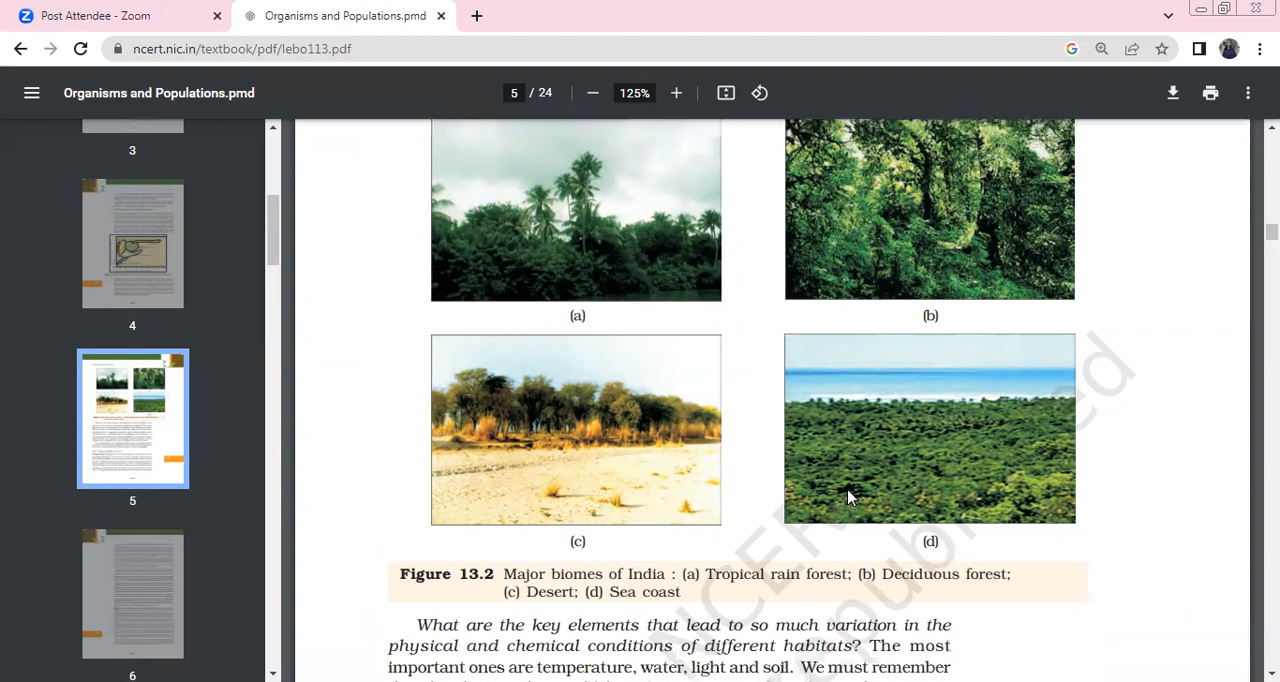 Post Attendee - Zoom
Organisms and Populations.pmd
ncert.nic.in/textbook/pdf/lebo113.pdf
Organisms and Populations.pmd
5 / 24
125%
3
4
5
6
(a)
(b)
(c)
(d)
Figure 13.2 Major biomes of India : (a) Tropical rain forest; (b) Deciduous forest;
(c) Desert; (d) Sea coast
What are the key elements that lead to so much variation in the
physical and chemical conditions of different habitats? The most
important ones are temperature, water, light and soil. We must remember